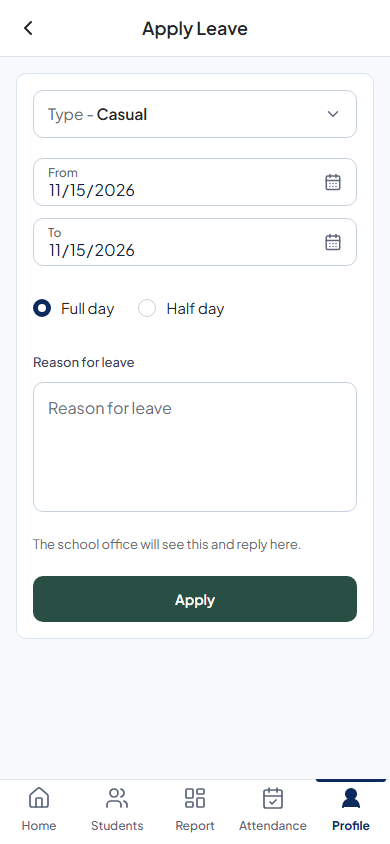 Apply Leave
Type - Casual
From
11/15/2026
To
11/15/2026
Full day
Half day
Reason for leave
Reason for leave
The school office will see this and reply here.
Apply
Home
Students
Report
Attendance
Profile